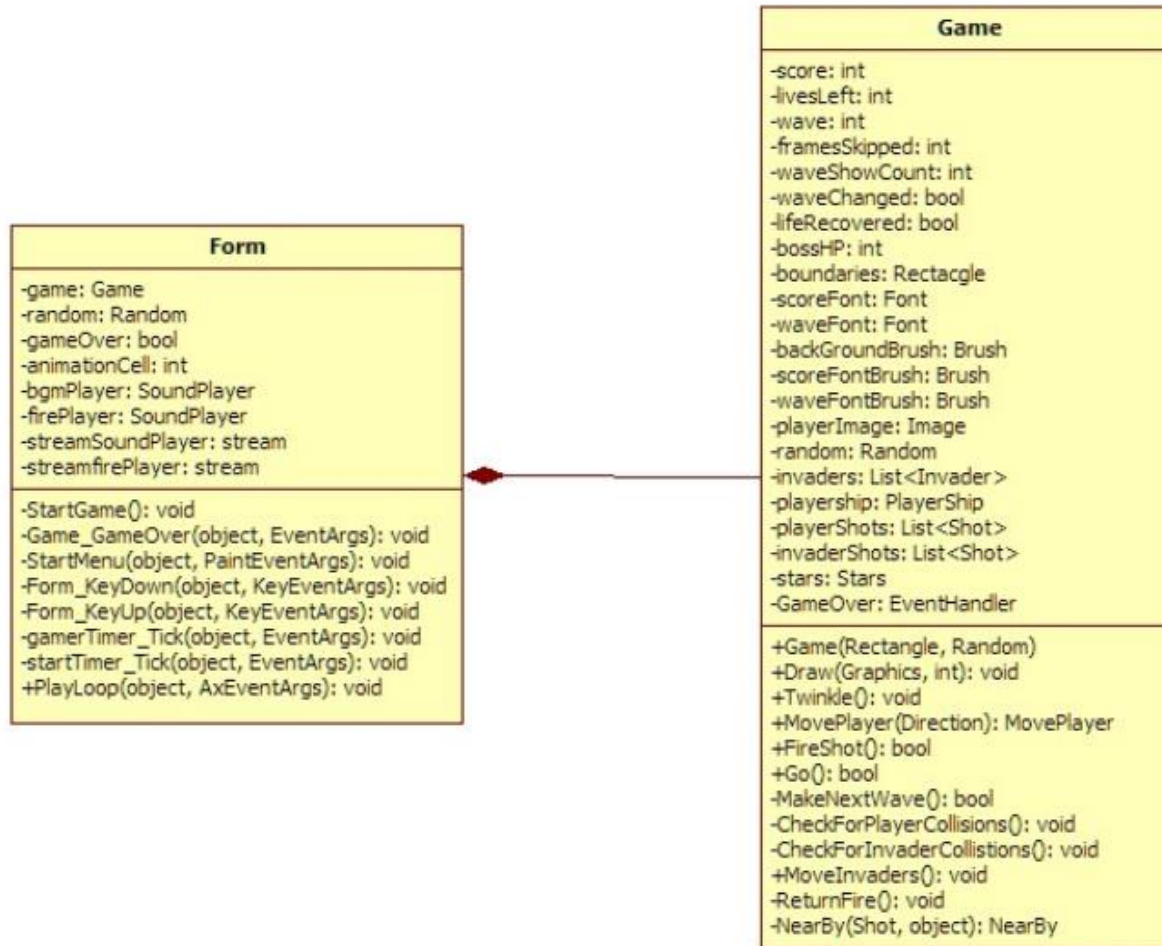 Form
-game: Game
-random: Random
-gameOver: bool
-animationCell: int
-bgmPlayer: SoundPlayer
-firePlayer: SoundPlayer
-streamSoundPlayer: stream
-streamfirePlayer: stream
-StartGame(): void
-Game_GameOver(object, EventArgs): void
-StartMenu(object, PaintEventArgs): void
-Form_KeyDown(object, KeyEventArgs): void
-Form_KeyUp(object, KeyEventArgs): void
-gamerTimer_Tick(object, EventArgs): void
-startTimer_Tick(object, EventArgs): void
+PlayLoop(object, AxEventArgs): void
Game
-score: int
-livesLeft: int
-wave: int
-framesSkipped: int
-waveShowCount: int
-waveChanged: bool
-lifeRecovered: bool
-bossHP: int
-boundaries: Rectacgle
-scoreFont: Font
-waveFont: Font
-backGroundBrush: Brush
-scoreFontBrush: Brush
-waveFontBrush: Brush
-playerImage: Image
-random: Random
-invaders: List<Invader>
-playership: PlayerShip
-playerShots: List<Shot>
-invaderShots: List<Shot>
-stars: Stars
-GameOver: EventHandler
+Game(Rectangle, Random)
+Draw(Graphics, int): void
+Twinkle(): void
+MovePlayer(Direction): MovePlayer
+FireShot(): bool
+Go(): bool
-MakeNextWave(): bool
-CheckForPlayerCollisions(): void
-CheckForInvaderCollistions(): void
+MoveInvaders(): void
-ReturnFire(): void
-NearBy(Shot, object): NearBy